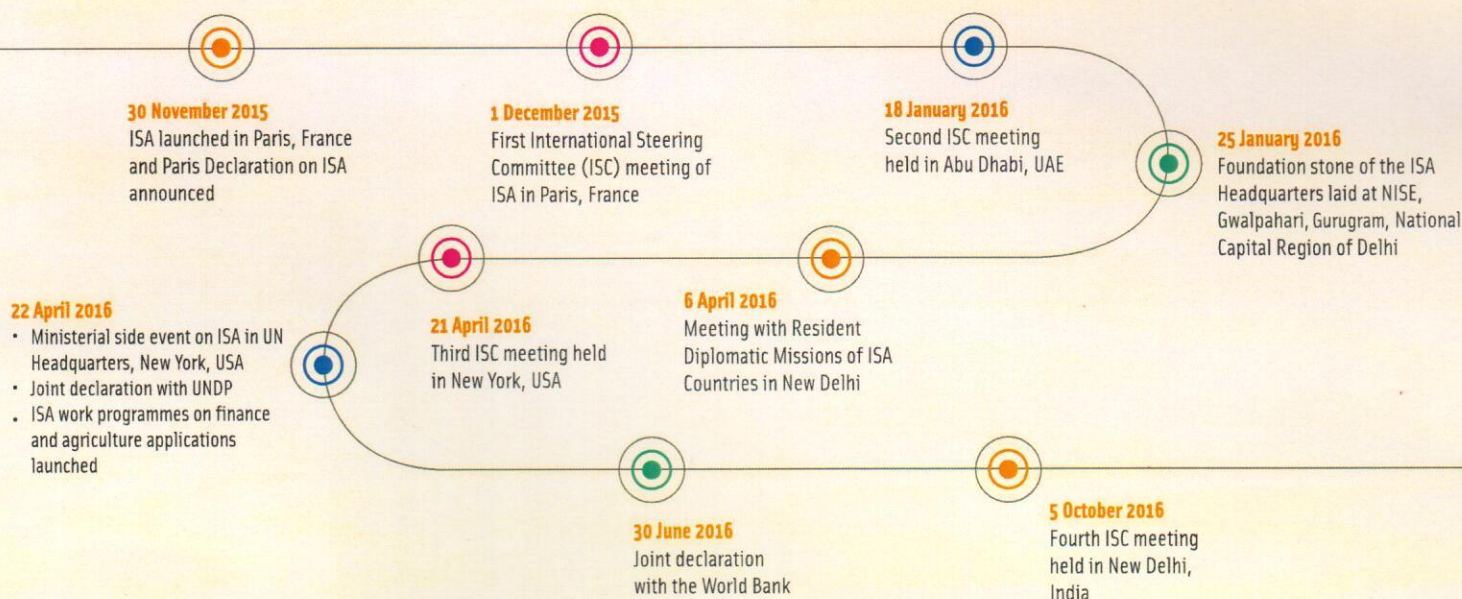 30 November 2015
ISA launched in Paris, France
and Paris Declaration on ISA
announced
1 December 2015
First International Steering
Committee (ISC) meeting of
ISA in Paris, France
18 January 2016
Second ISC meeting
held in Abu Dhabi, UAE
25 January 2016
Foundation stone of the ISA
Headquarters laid at NISE,
Gwalpahari, Gurugram, National
Capital Region of Delhi
6 April 2016
Meeting with Resident
Diplomatic Missions of ISA
Countries in New Delhi
21 April 2016
Third ISC meeting held
in New York, USA
22 April 2016
· Ministerial side event on ISA in UN
Headquarters, New York, USA
· Joint declaration with UNDP
· ISA work programmes on finance
and agriculture applications
launched
30 June 2016
Joint declaration
with the World Bank
5 October 2016
Fourth ISC meeting
held in New Delhi,
India